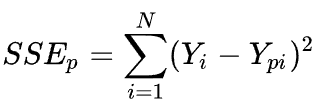 SSE_p = \sum_{i=1}^{N} (Y_i - Y_{pi})^2